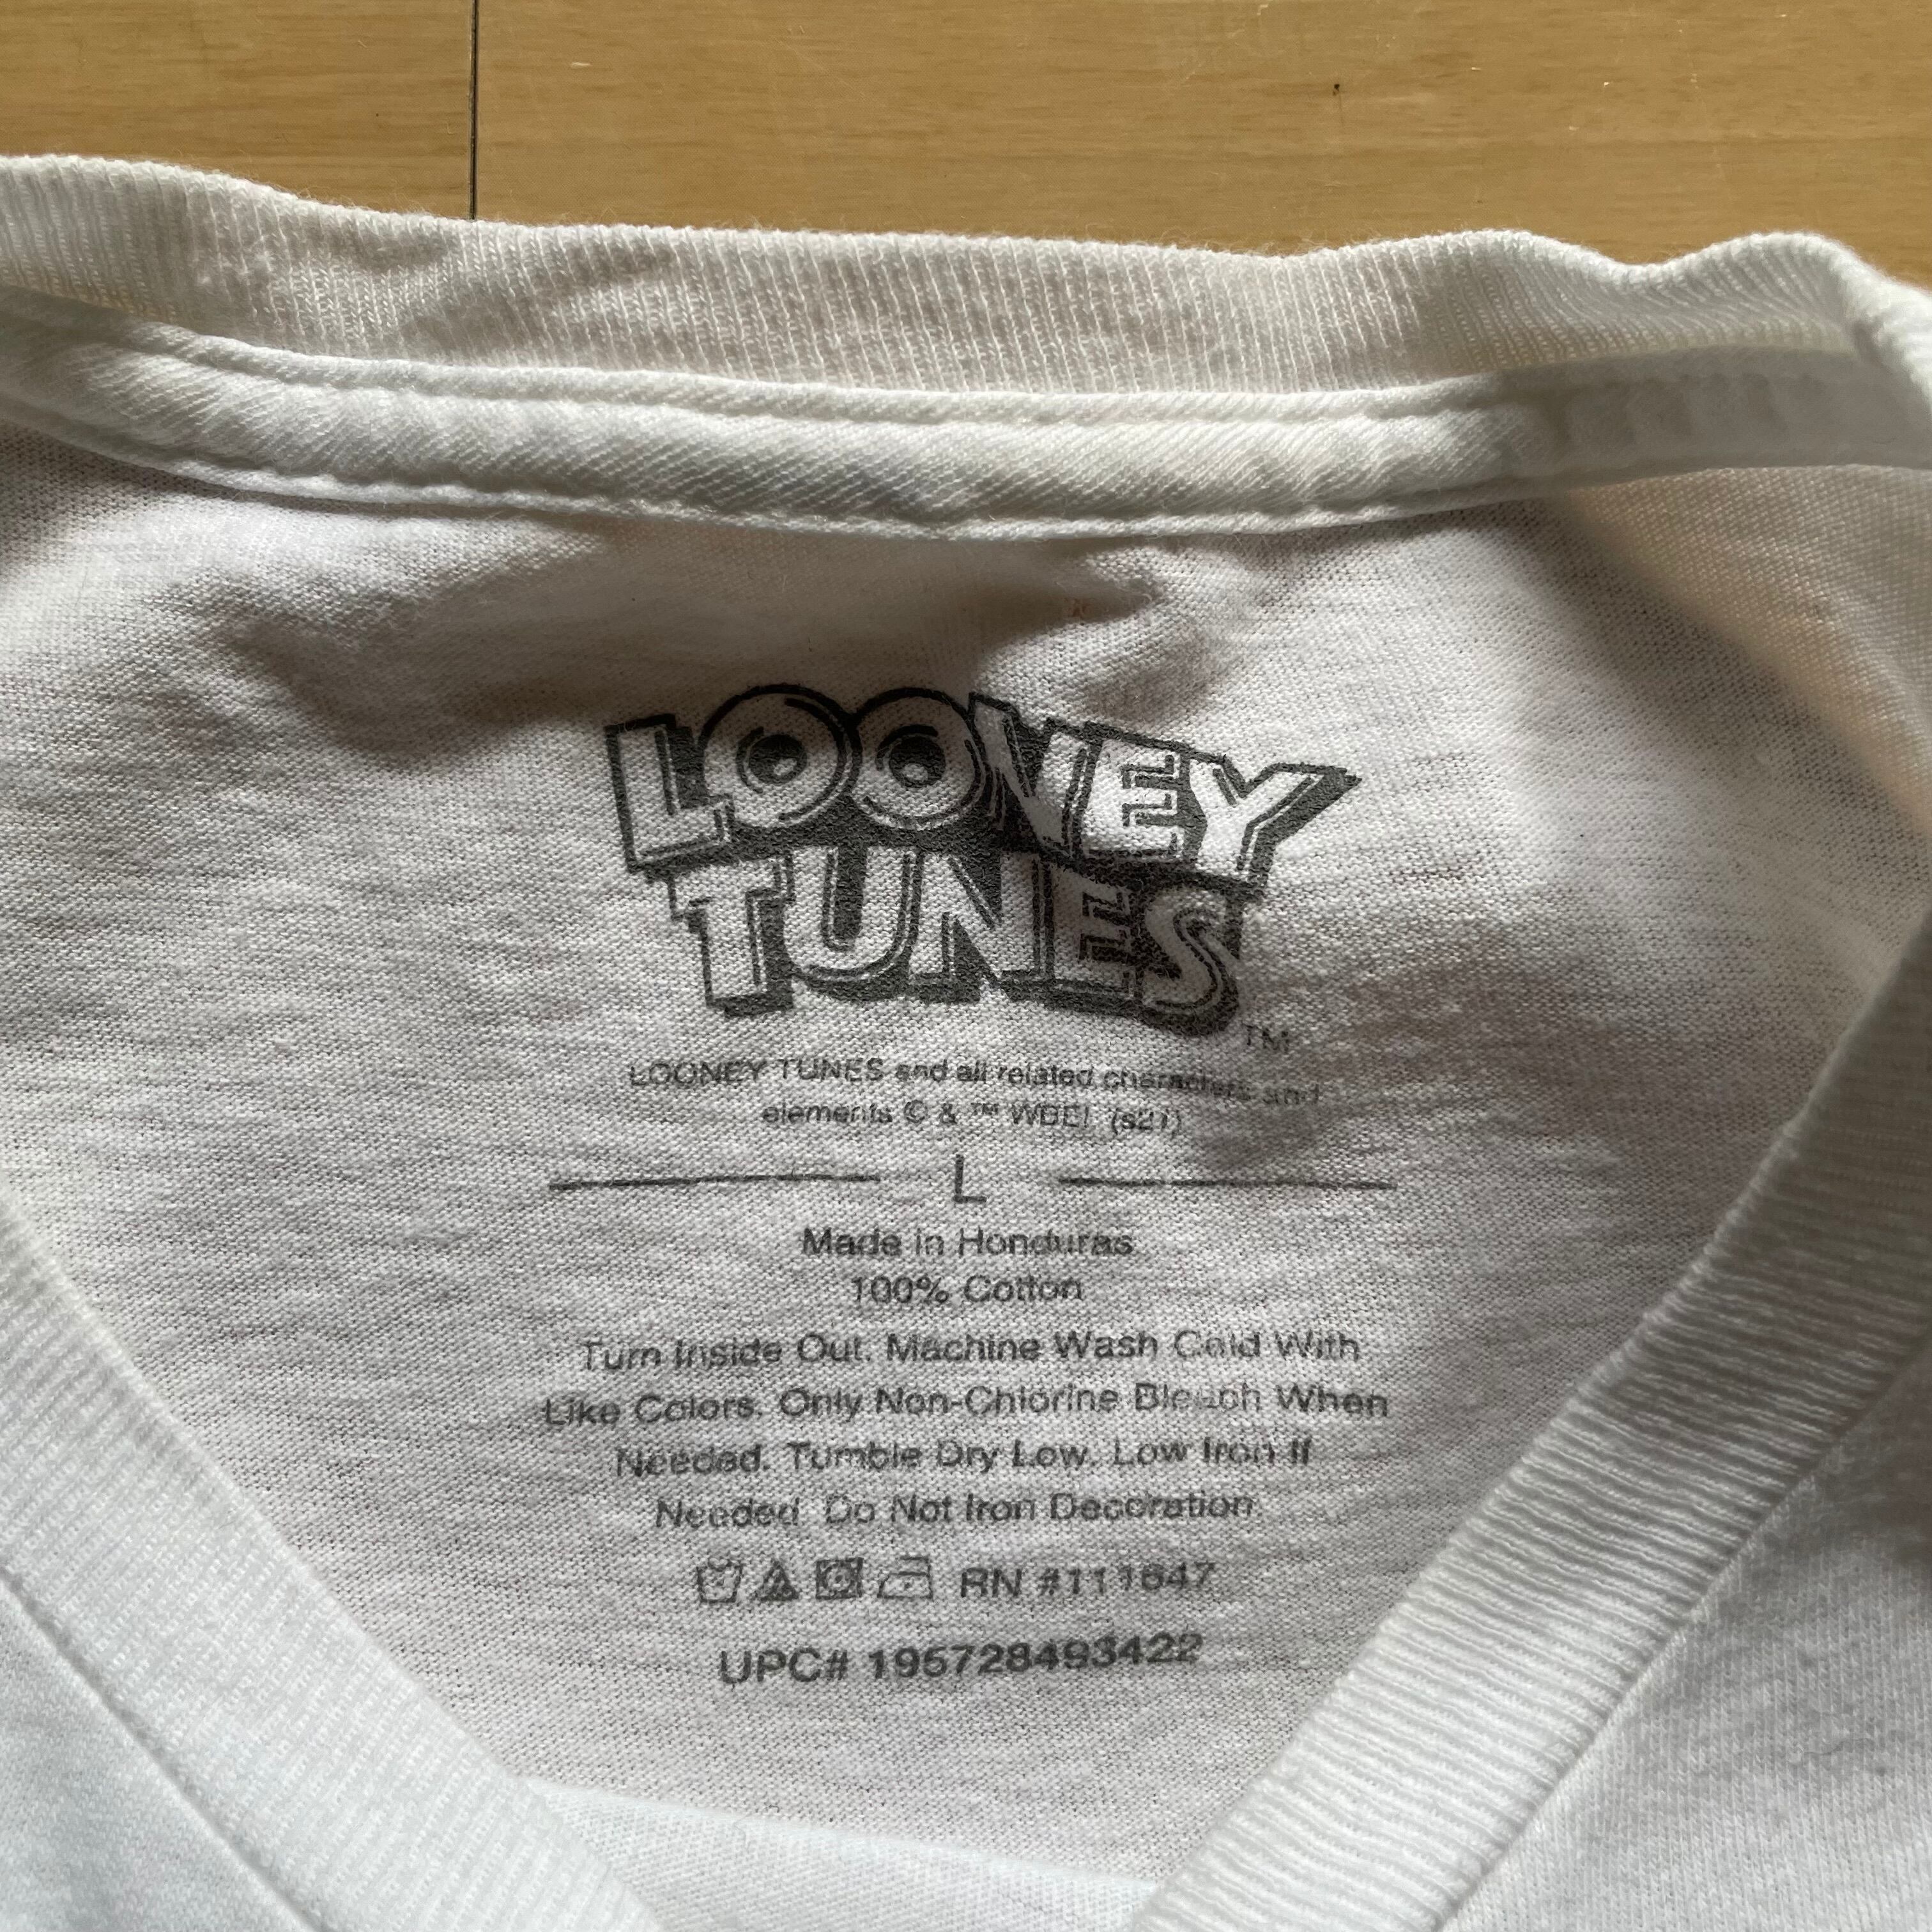 LOONEY
TUNES
TM
LOONEY TUNES and all related characters and
elements © & ™ WBEI. (s21)
L
Made in Honduras
100% Cotton
Turn Inside Out. Machine Wash Cold With
Like Colors. Only Non-Chlorine Bleach When
Needed. Tumble Dry Low. Low Iron If
Needed. Do Not Iron Decoration
RN #111647
UPC# 195728493422